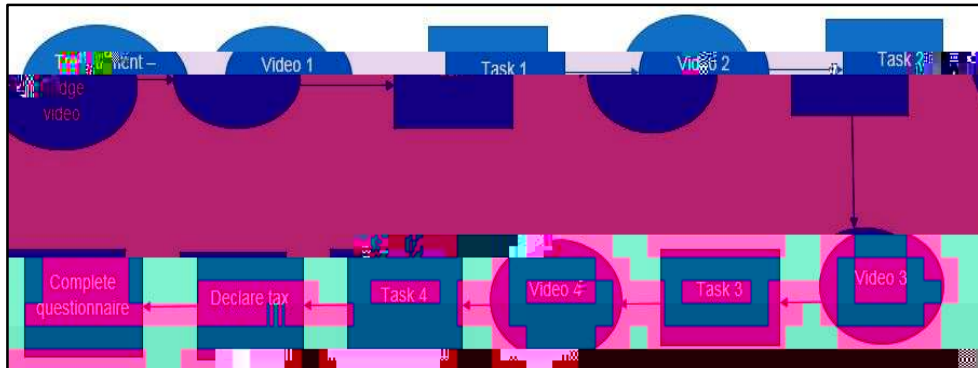 video
Video 1
Task 1
Video 2
Task 2
Video 3
Task 3
Video 4
Task 4
Declare tax
Complete
questionnaire